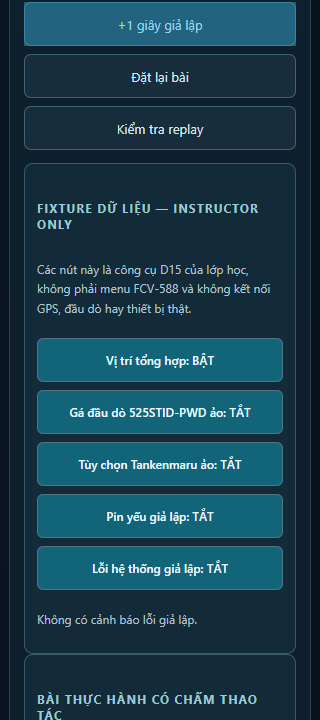 +1 giây giả lập
Đặt lại bài
Kiểm tra replay
FIXTURE DỮ LIỆU — INSTRUCTOR
ONLY
Các nút này là công cụ D15 của lớp học,
không phải menu FCV-588 và không kết nối
GPS, đầu dò hay thiết bị thật.
Vị trí tổng hợp: BẬT
Gá đầu dò 525STID-PWD ảo: TẮT
Tùy chọn Tankenmaru ảo: TẮT
Pin yếu giả lập: TẮT
Lỗi hệ thống giả lập: TẮT
Không có cảnh báo lỗi giả lập.
BÀI THỰC HÀNH CÓ CHẤM THAO
TÁC